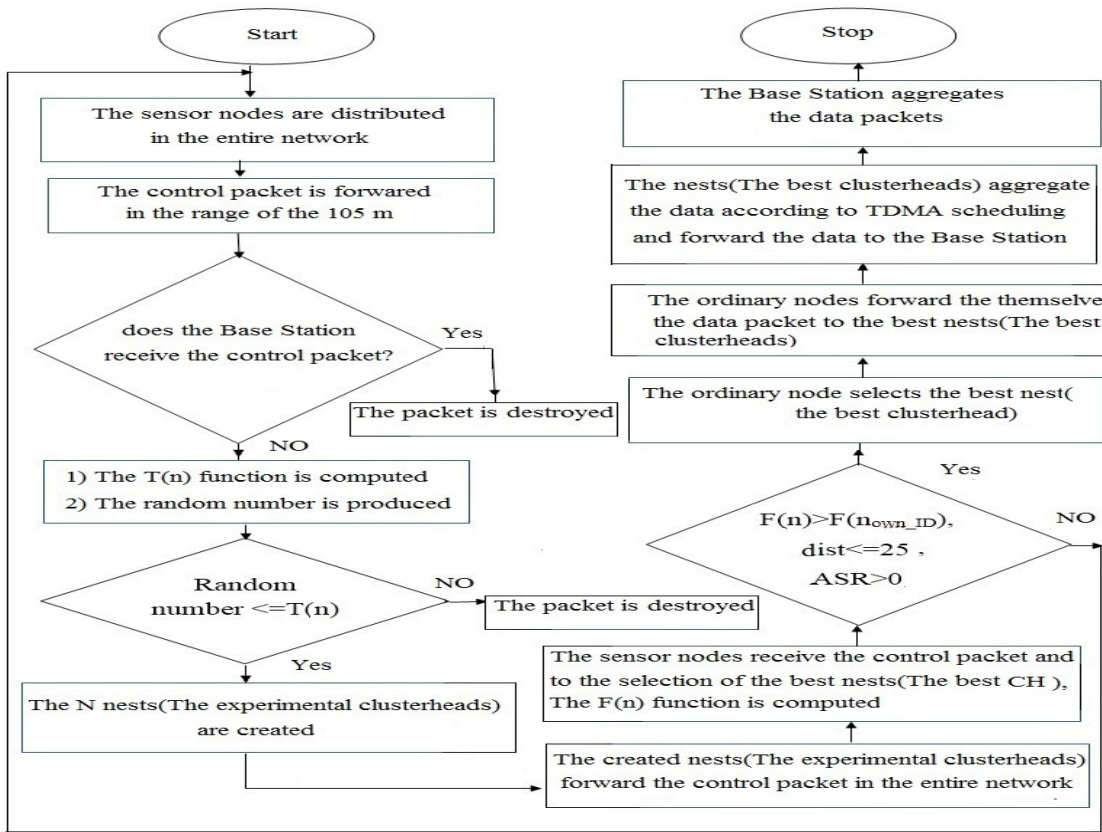 Start
The sensor nodes are distributed
in the entire network
The control packet is forwared
in the range of the 105 m
does the Base Station
receive the control packet?
Yes
The packet is destroyed
NO
1) The T(n) function is computed
2) The random number is produced
Random
number <=T(n)
NO
The packet is destroyed
Yes
The N nests(The experimental clusterheads)
are created
The created nests(The experimental clusterheads)
forward the control packet in the entire network
The sensor nodes receive the control packet and
to the selection of the best nests(The best CH ),
The F(n) function is computed
F(n)>F(nown_ID),
dist<=25 ,
ASR>0
NO
Yes
The ordinary node selects the best nest(
the best clusterhead)
The ordinary nodes forward the themselve
the data packet to the best nests(The best
clusterheads)
The nests(The best clusterheads) aggregate
the data according to TDMA scheduling
and forward the data to the Base Station
The Base Station aggregates
the data packets
Stop